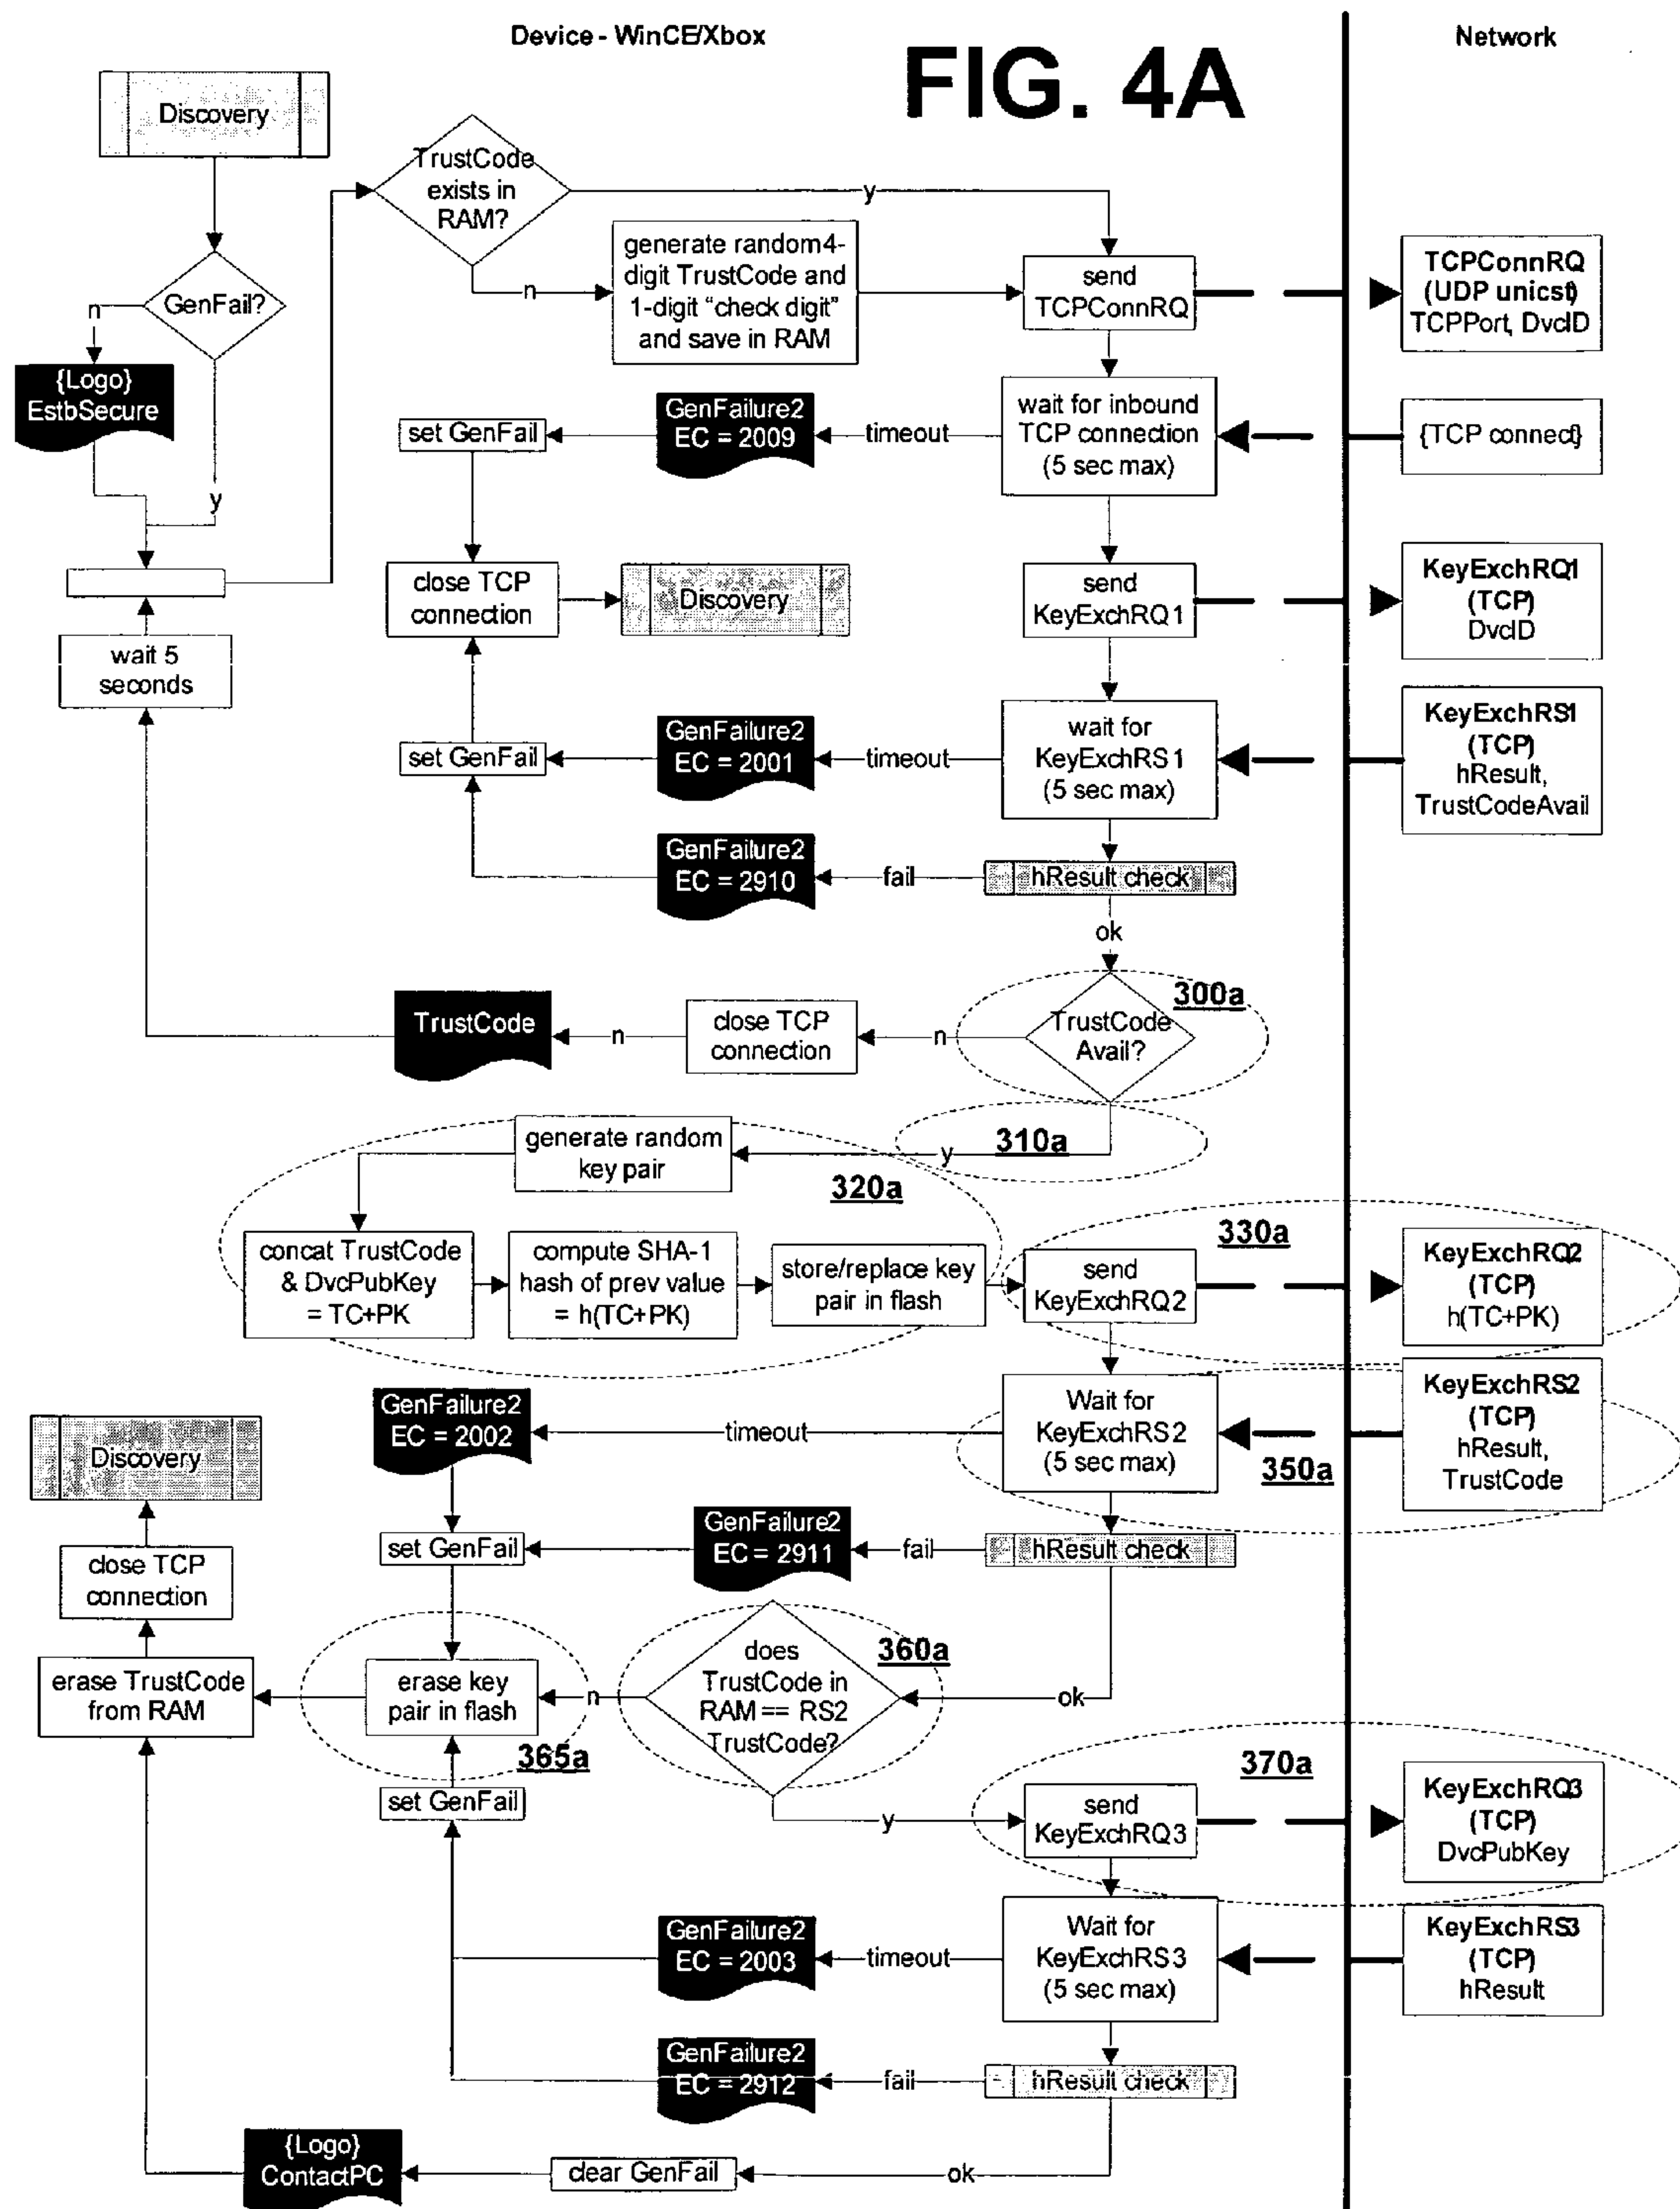 Device - WinCE/Xbox
FIG. 4A
Network
Discovery
GenFail?
n
y
{Logo}
EstbSecure
wait 5
seconds
TrustCode
exists in
RAM?
y
n
generate random4-
digit TrustCode and
1-digit “check digit”
and save in RAM
send
TCPConnRQ
TCPConnRQ
(UDP unicst)
TCPPort, DvcID
wait for inbound
TCP connection
(5 sec max)
{TCP connect}
timeout
GenFailure2
EC = 2009
set GenFail
close TCP
connection
Discovery
send
KeyExchRQ1
KeyExchRQ1
(TCP)
DvcID
wait for
KeyExchRS1
(5 sec max)
KeyExchRS1
(TCP)
hResult,
TrustCodeAvail
timeout
GenFailure2
EC = 2001
set GenFail
hResult check
fail
GenFailure2
EC = 2910
ok
300a
TrustCode
Avail?
n
close TCP
connection
n
TrustCode
310a
y
generate random
key pair
320a
concat TrustCode
& DvcPubKey
= TC+PK
compute SHA-1
hash of prev value
= h(TC+PK)
store/replace key
pair in flash
330a
send
KeyExchRQ2
KeyExchRQ2
(TCP)
h(TC+PK)
Wait for
KeyExchRS2
(5 sec max)
350a
KeyExchRS2
(TCP)
hResult,
TrustCode
timeout
GenFailure2
EC = 2002
set GenFail
hResult check
fail
GenFailure2
EC = 2911
ok
360a
does
TrustCode in
RAM == RS2
TrustCode?
n
erase key
pair in flash
365a
erase TrustCode
from RAM
close TCP
connection
Discovery
set GenFail
y
370a
send
KeyExchRQ3
KeyExchRQ3
(TCP)
DvcPubKey
Wait for
KeyExchRS3
(5 sec max)
KeyExchRS3
(TCP)
hResult
timeout
GenFailure2
EC = 2003
hResult check
fail
GenFailure2
EC = 2912
ok
clear GenFail
{Logo}
ContactPC